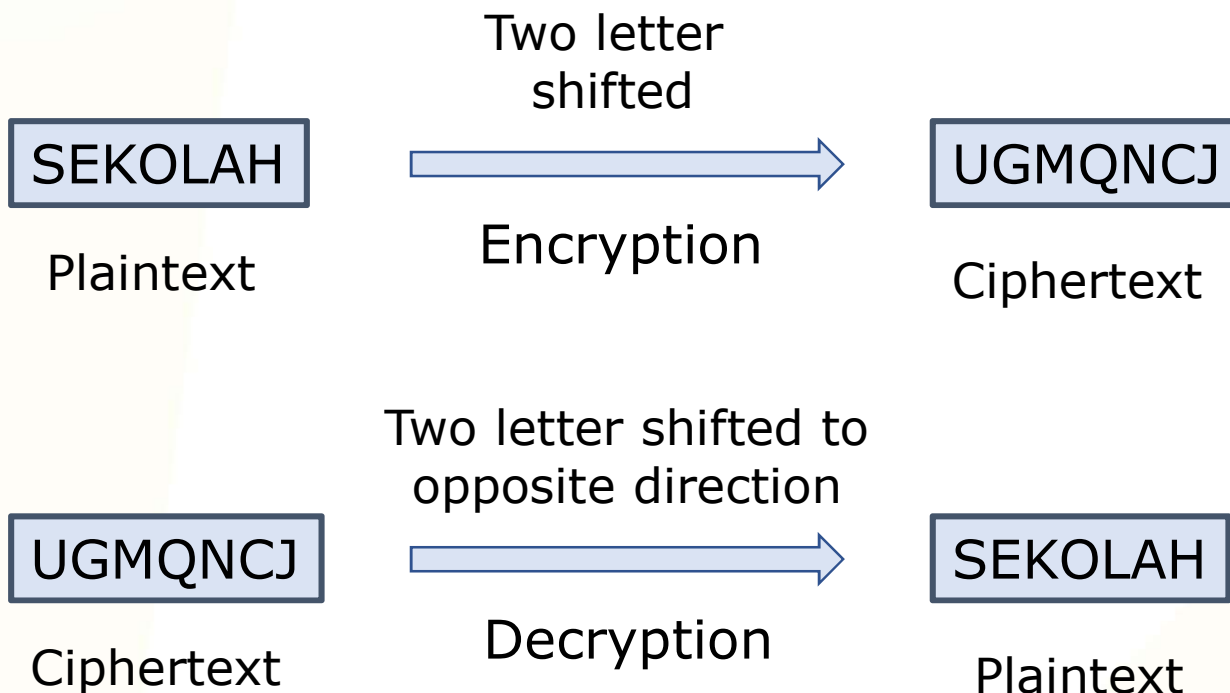 Two letter
shifted
SEKOLAH
UGMQNCJ
Encryption
Plaintext
Ciphertext
Two letter shifted to
opposite direction
UGMQNCJ
SEKOLAH
Decryption
Ciphertext
Plaintext